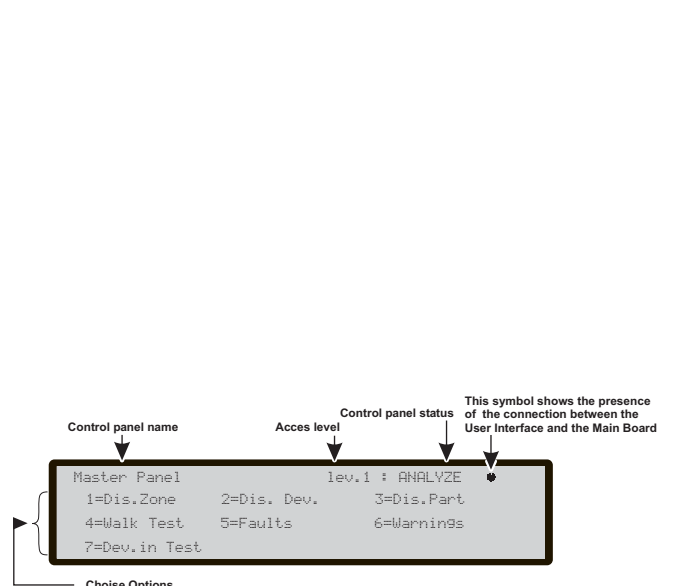 This symbol shows the presence
of the connection between the
User Interface and the Main Board
Control panel status
Control panel name
Acces level
Master Panel lev.1 : ANALYZE
1=Dis.Zone 2=Dis. Dev. 3=Dis.Part
4=Walk Test 5=Faults 6=Warnings
7=Dev.in Test
Choise Options